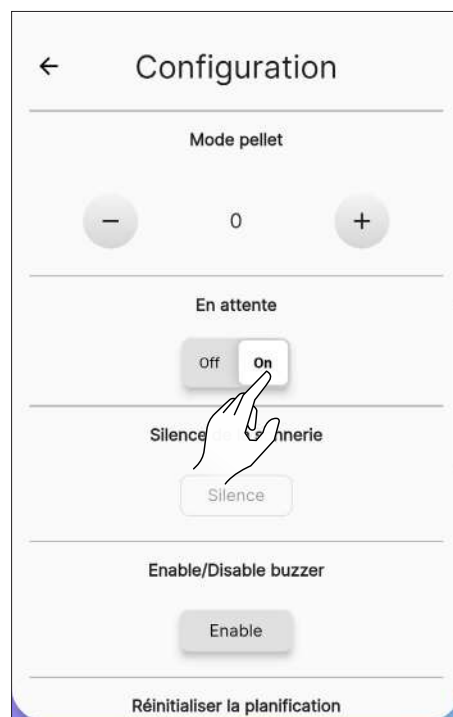 Configuration
Mode pellet
− 0 +
En attente
Off On
Silence nnerie
Silence
Enable/Disable buzzer
Enable
Réinitialiser la planification